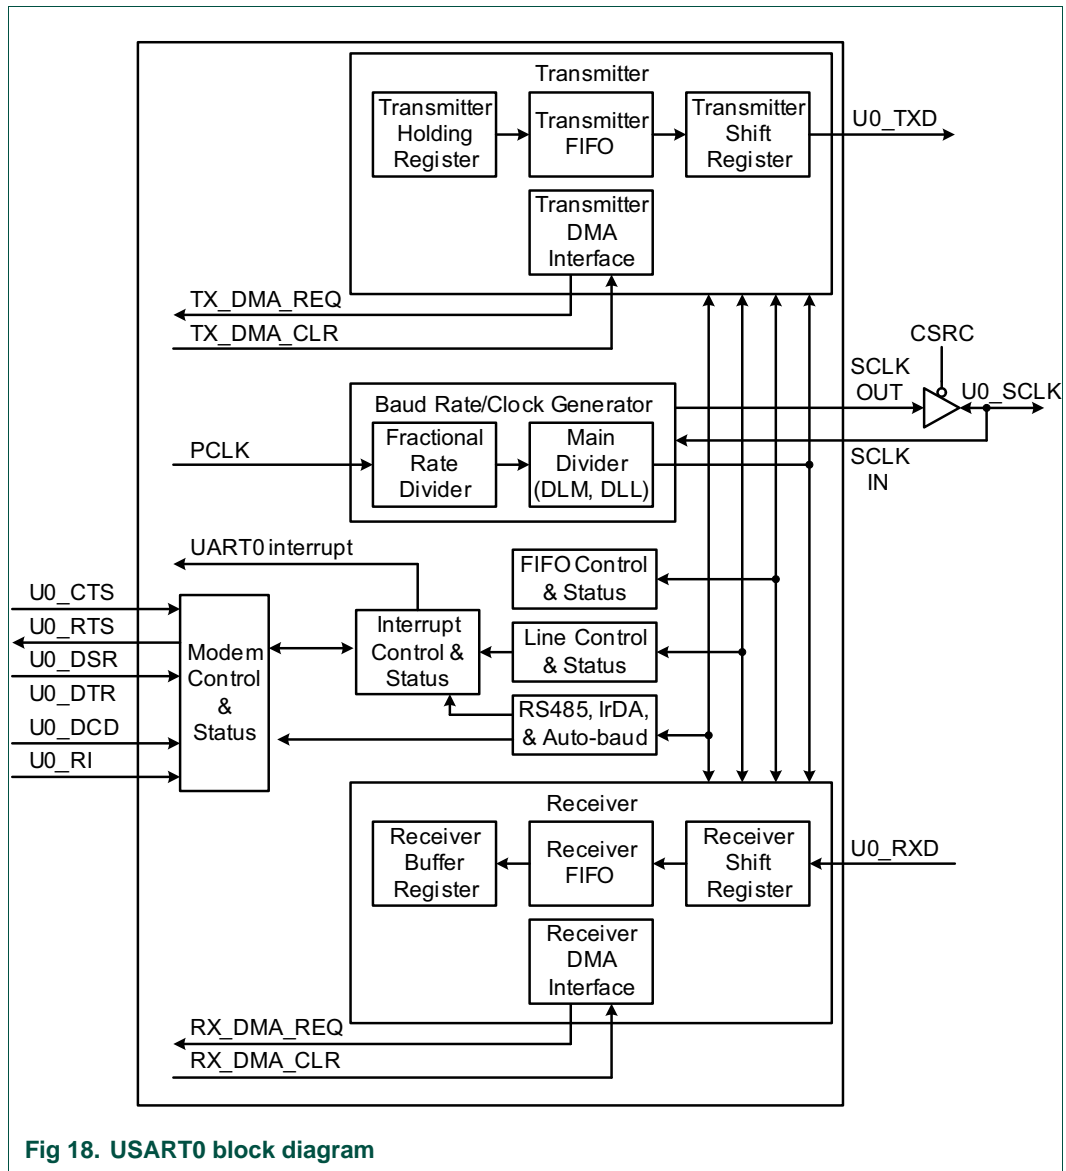 Transmitter
Transmitter
Holding
Register
Transmitter
FIFO
Transmitter
Shift
Register
U0_TXD
Transmitter
DMA
Interface
TX_DMA_REQ
TX_DMA_CLR
CSRC
SCLK
OUT
U0_SCLK
Baud Rate/Clock Generator
PCLK
Fractional
Rate
Divider
Main
Divider
(DLM, DLL)
SCLK
IN
UART0 interrupt
FIFO Control
& Status
U0_CTS
U0_RTS
U0_DSR
U0_DTR
U0_DCD
U0_RI
Modem
Control
&
Status
Interrupt
Control &
Status
Line Control
& Status
RS485, IrDA,
& Auto-baud
Receiver
Receiver
Buffer
Register
Receiver
FIFO
Receiver
Shift
Register
U0_RXD
Receiver
DMA
Interface
RX_DMA_REQ
RX_DMA_CLR
Fig 18. USART0 block diagram